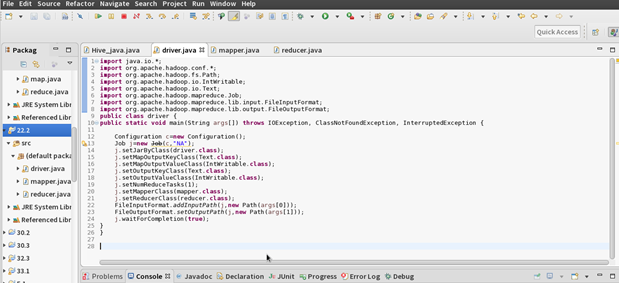 File Edit Source Refactor Navigate Search Project Run Window Help
Quick Access
Packag
Hive_java.java driver.java mapper.java reducer.java
map.java
reduce.java
JRE System Libr
Referenced Libr
22.2
src
(default packa
driver.java
mapper.java
reducer.java
JRE System Libr
Referenced Libr
30.2
30.3
32.3
33.1
1 import java.io.*;
2 import org.apache.hadoop.conf.*;
3 import org.apache.hadoop.fs.Path;
4 import org.apache.hadoop.io.IntWritable;
5 import org.apache.hadoop.io.Text;
6 import org.apache.hadoop.mapreduce.Job;
7 import org.apache.hadoop.mapreduce.lib.input.FileInputFormat;
8 import org.apache.hadoop.mapreduce.lib.output.FileOutputFormat;
9 public class driver {
10 public static void main(String args[]) throws IOException, ClassNotFoundException, InterruptedException {
11
12 Configuration c=new Configuration();
13 Job j=new Job(c,"NA");
14 j.setJarByClass(driver.class);
15 j.setMapOutputKeyClass(Text.class);
16 j.setMapOutputValueClass(IntWritable.class);
17 j.setOutputKeyClass(Text.class);
18 j.setOutputValueClass(IntWritable.class);
19 j.setNumReduceTasks(1);
20 j.setMapperClass(mapper.class);
21 j.setReducerClass(reducer.class);
22 FileInputFormat.addInputPath(j,new Path(args[0]));
23 FileOutputFormat.setOutputPath(j,new Path(args[1]));
24 j.waitForCompletion(true);
25 }
26 }
27
28
Problems Console Javadoc Declaration JUnit Progress Error Log Debug